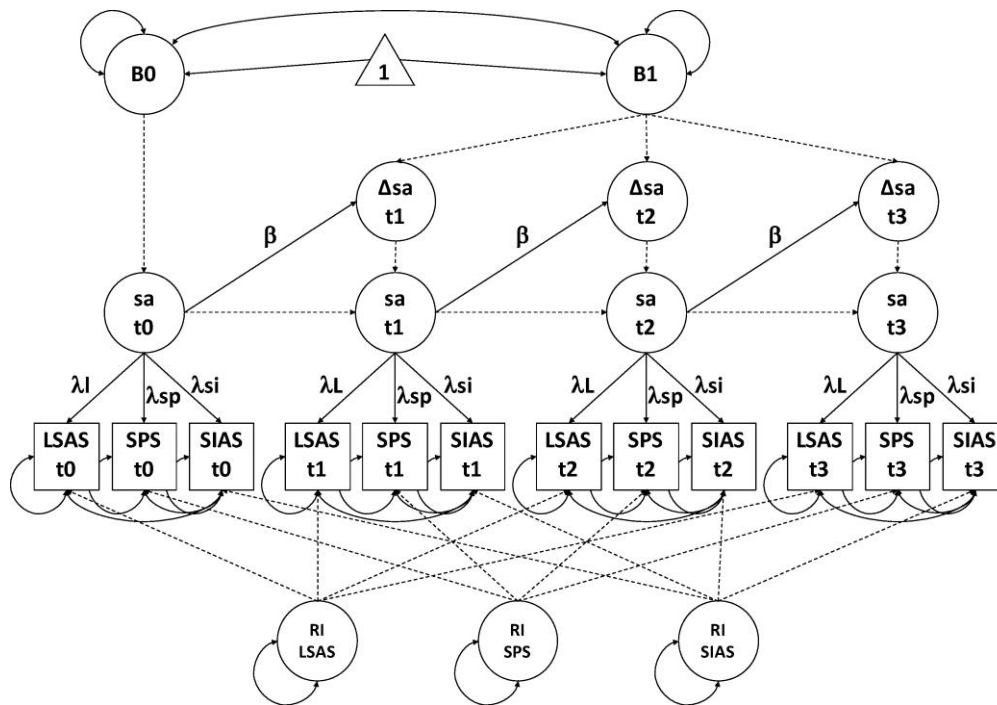 B0
1
B1
Δsa
t1
Δsa
t2
Δsa
t3
β
β
β
sa
t0
sa
t1
sa
t2
sa
t3
λl
λsp
λsi
λL
λsp
λsi
λL
λsp
λsi
λL
λsp
λsi
LSAS
t0
SPS
t0
SIAS
t0
LSAS
t1
SPS
t1
SIAS
t1
LSAS
t2
SPS
t2
SIAS
t2
LSAS
t3
SPS
t3
SIAS
t3
RI
LSAS
RI
SPS
RI
SIAS